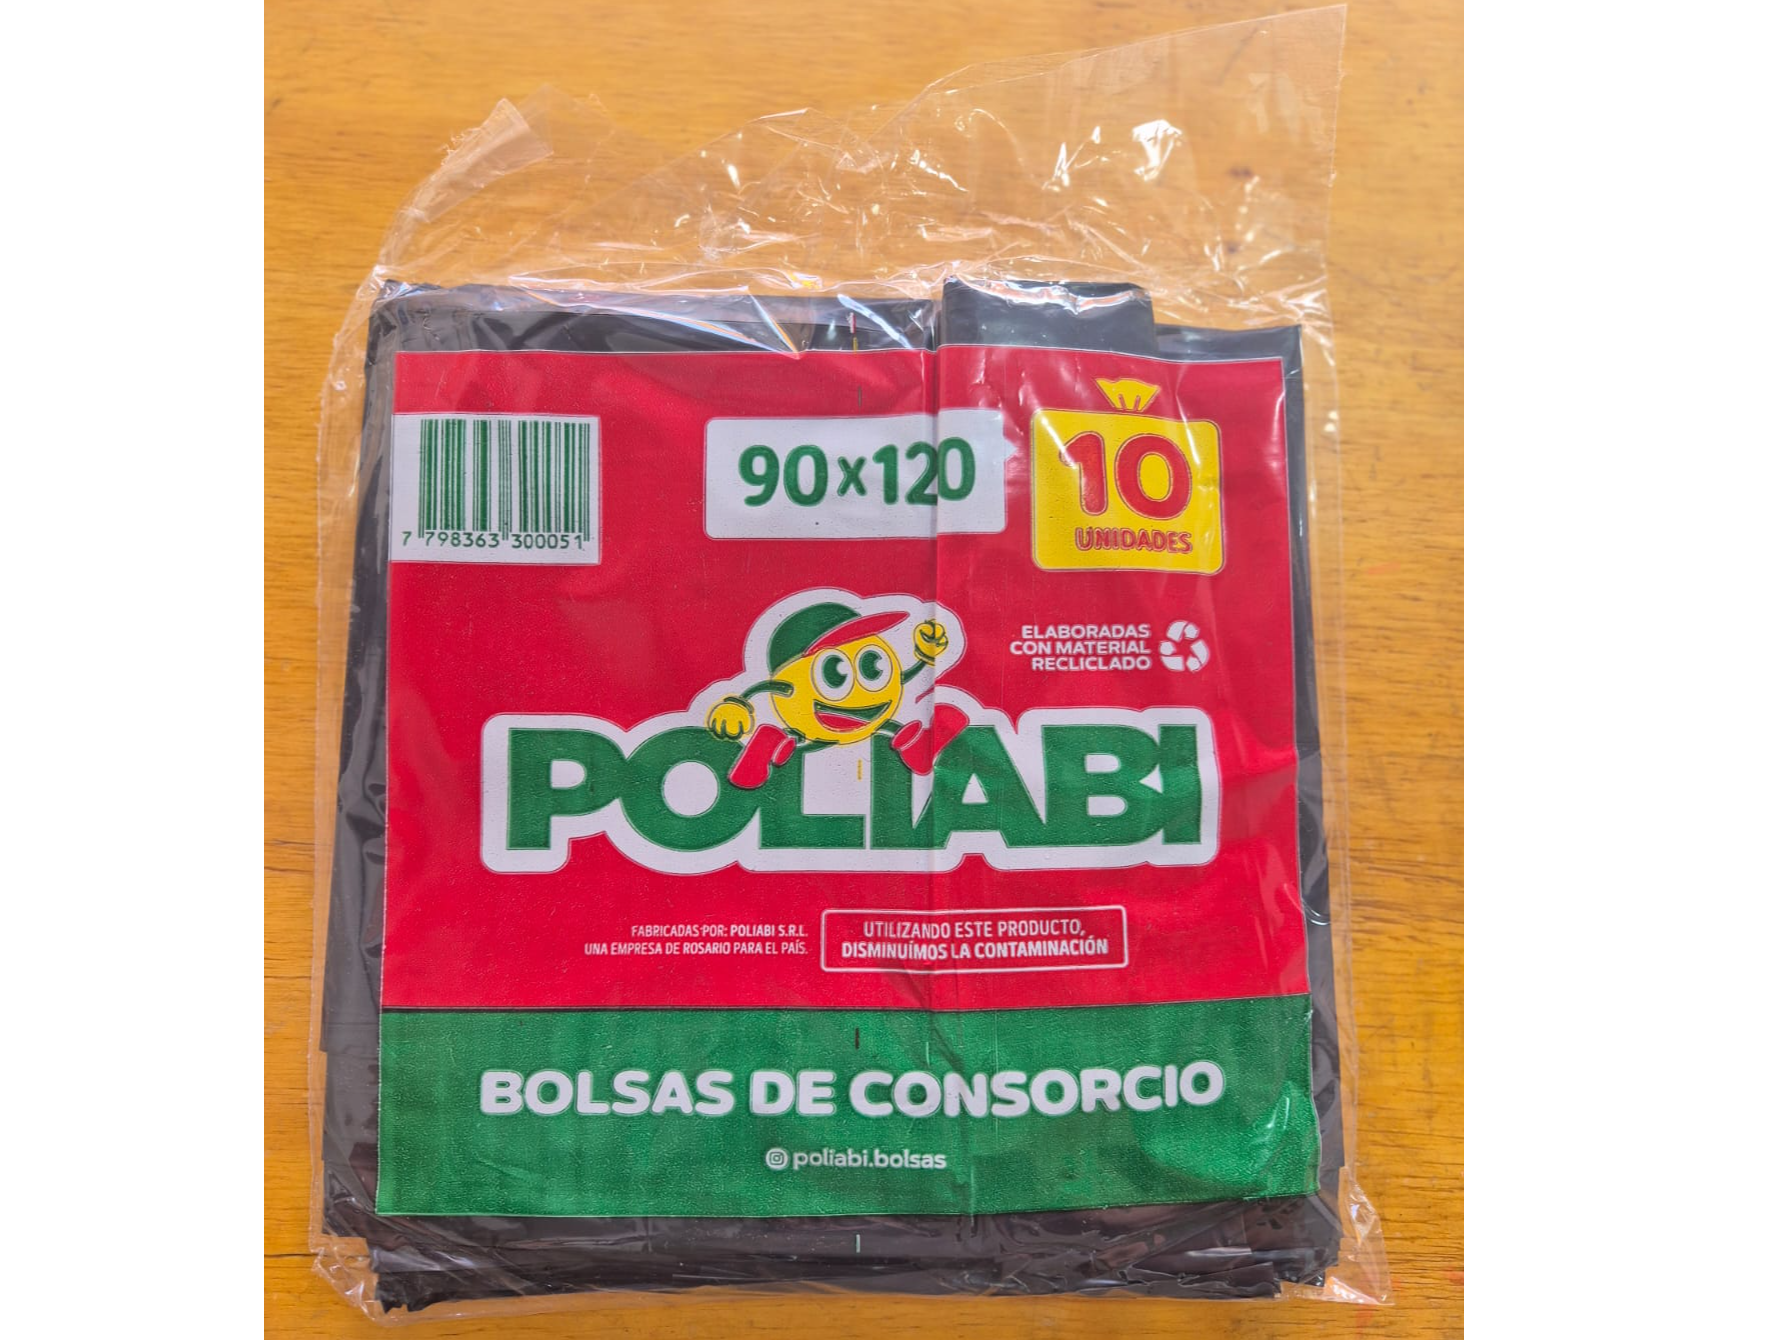 90x120
10
UNIDADES
7 798363 300051
ELABORADAS
CON MATERIAL
RECLICLADO
POLIABI
FABRICADAS POR: POLIABI S.R.L.
UNA EMPRESA DE ROSARIO PARA EL PAÍS.
UTILIZANDO ESTE PRODUCTO,
DISMINUÍMOS LA CONTAMINACIÓN
BOLSAS DE CONSORCIO
poliabi.bolsas